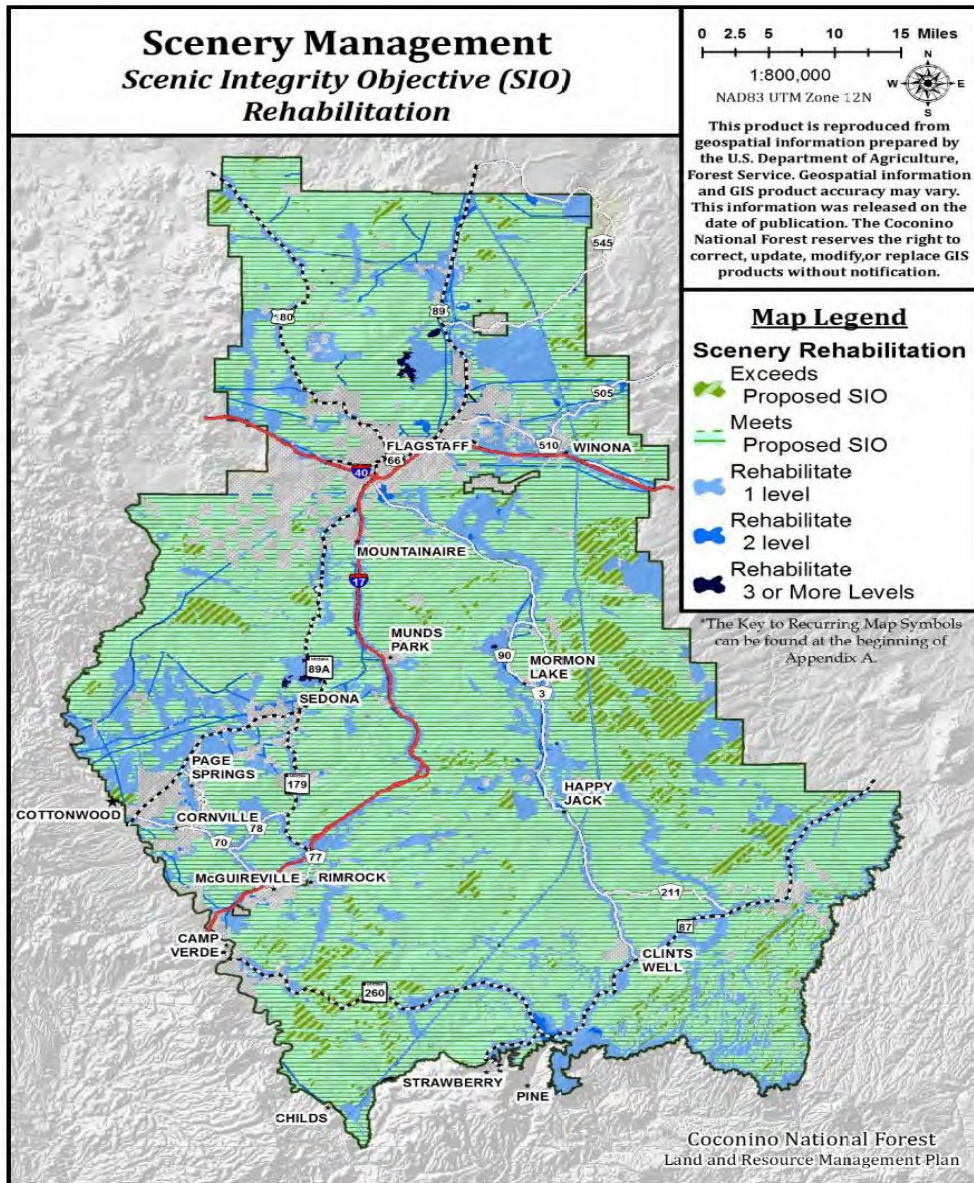 Scenery Management
Scenic Integrity Objective (SIO)
Rehabilitation
0 2.5 5 10 15 Miles
1:800,000
NAD83 UTM Zone 12N
N
W E
S
This product is reproduced from
geospatial information prepared by
the U.S. Department of Agriculture,
Forest Service. Geospatial information
and GIS product accuracy may vary.
This information was released on the
date of publication. The Coconino
National Forest reserves the right to
correct, update, modify,or replace GIS
products without notification.
Map Legend
Scenery Rehabilitation
Exceeds
Proposed SIO
Meets
Proposed SIO
Rehabilitate
1 level
Rehabilitate
2 level
Rehabilitate
3 or More Levels
*The Key to Recurring Map Symbols
can be found at the beginning of
Appendix A.
545
180
89
505
FLAGSTAFF
66
510
WINONA
40
MOUNTAINAIRE
17
MUNDS
PARK
90
MORMON
LAKE
3
89A
SEDONA
PAGE
SPRINGS
179
HAPPY
JACK
COTTONWOOD
CORNVILLE
78
70
77
McGUIREVILLE
RIMROCK
211
87
CAMP
VERDE
CLINTS
WELL
260
STRAWBERRY
PINE
CHILDS
Coconino National Forest
Land and Resource Management Plan